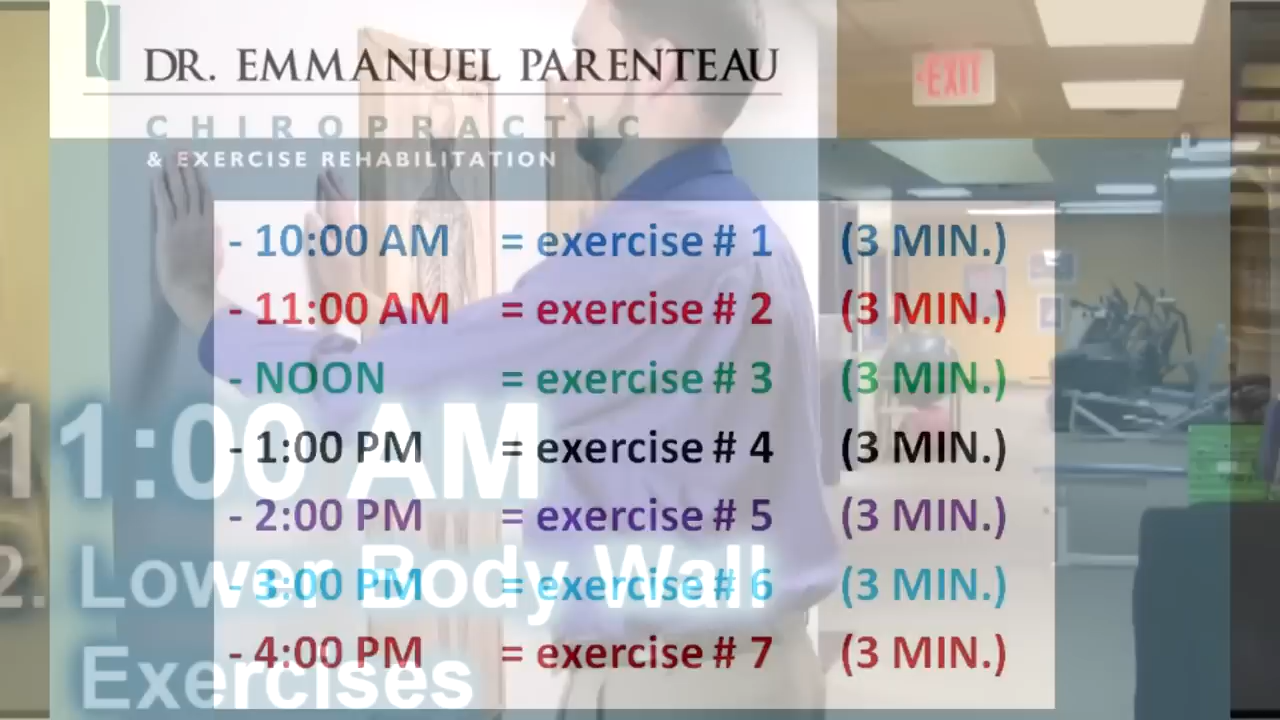 DR. EMMANUEL PARENTEAU
CHIROPRACTIC
& EXERCISE REHABILITATION
EXIT
- 10:00 AM = exercise # 1 (3 MIN.)
- 11:00 AM = exercise # 2 (3 MIN.)
- NOON = exercise # 3 (3 MIN.)
- 1:00 PM = exercise # 4 (3 MIN.)
- 2:00 PM = exercise # 5 (3 MIN.)
- 3:00 PM = exercise # 6 (3 MIN.)
- 4:00 PM = exercise # 7 (3 MIN.)
11:00 AM
2. Lower Body Wall
Exercises